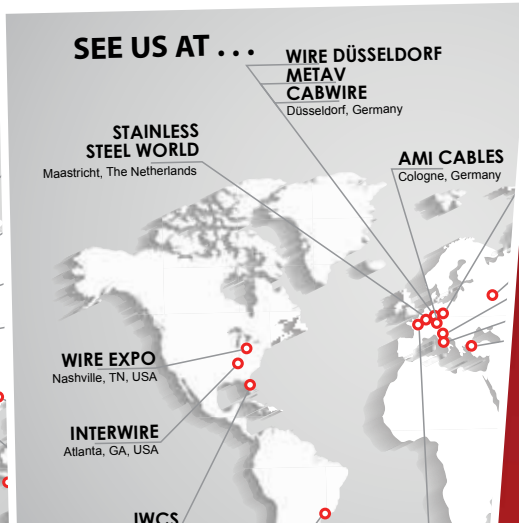 SEE US AT . . .
WIRE DÜSSELDORF
METAV
CABWIRE
Düsseldorf, Germany
STAINLESS
STEEL WORLD
Maastricht, The Netherlands
AMI CABLES
Cologne, Germany
WIRE EXPO
Nashville, TN, USA
INTERWIRE
Atlanta, GA, USA
IWCS